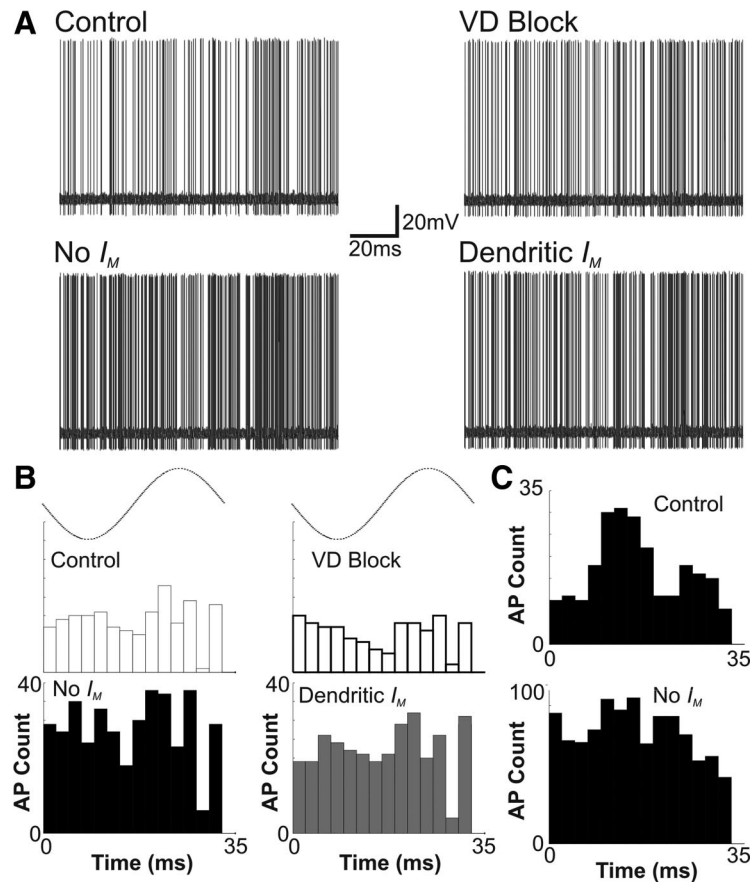 A Control
VD Block
20mV
20ms
No I_M
Dendritic I_M
B
Control
VD Block
C
35
Control
AP Count
0
35
40
No I_M
AP Count
0
0
35
Time (ms)
Dendritic I_M
0
35
Time (ms)
100
No I_M
AP Count
0
0
35
Time (ms)